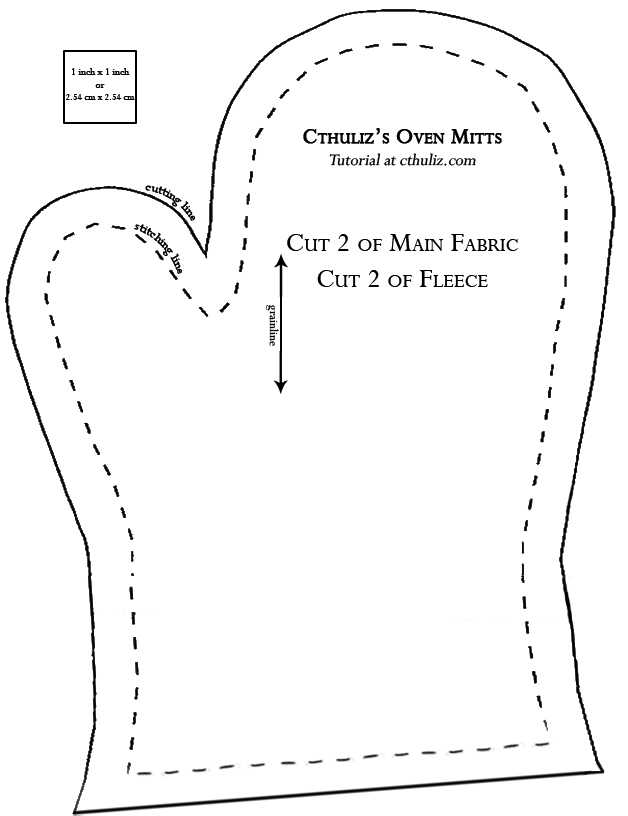 1 inch x 1 inch
or
2.54 cm x 2.54 cm
CTHULIZ'S OVEN MITTS
Tutorial at cthuliz.com
cutting line
stitching line
CUT 2 OF MAIN FABRIC
CUT 2 OF FLEECE
grainline